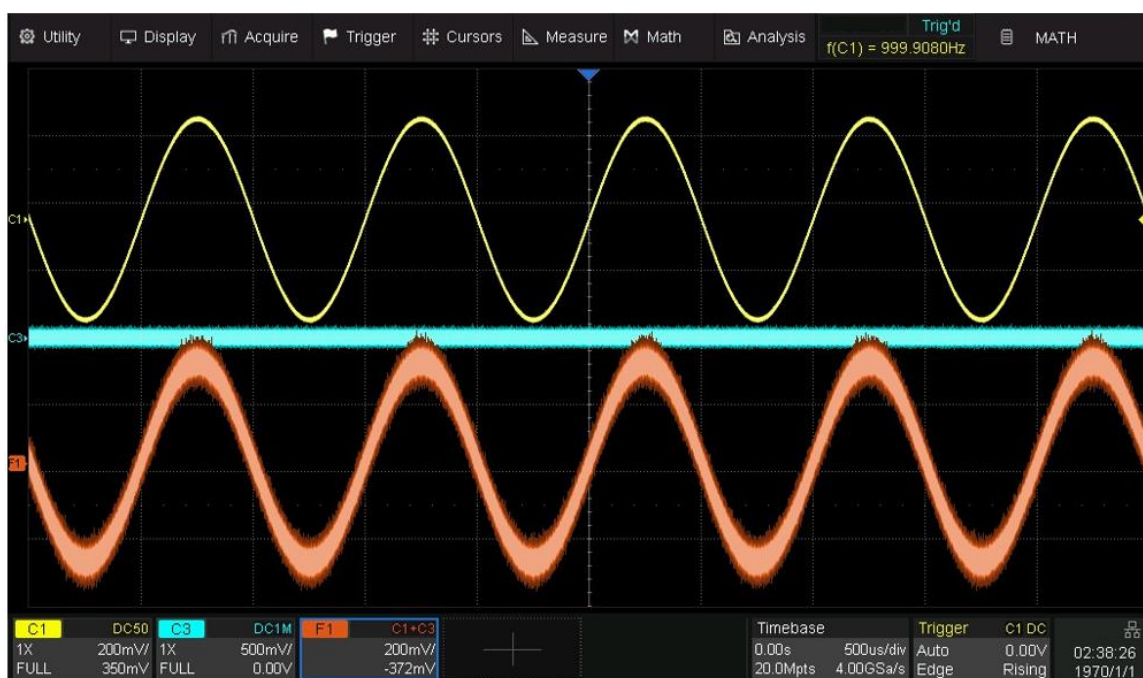 Utility Display Acquire Trigger Cursors Measure Math Analysis Trig'd MATH
f(C1) = 999.9080Hz
C1
C3
F1
C1 DC50 C3 DC1M F1 C1+C3 Timebase Trigger C1 DC
1X 200mV/ 1X 500mV/ 200mV/ 0.00s 500us/div Auto 0.00V 02:38:26
FULL 350mV FULL 0.00V -372mV 20.0Mpts 4.00GSa/s Edge Rising 1970/1/1